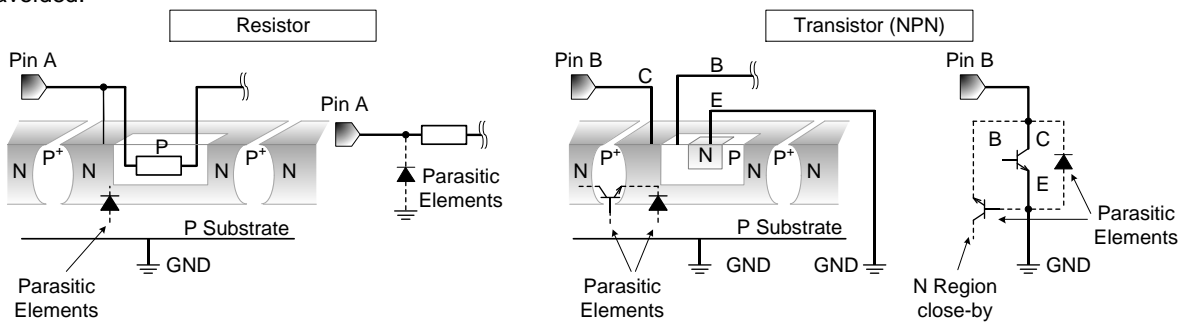 Resistor
Transistor (NPN)
Pin A
Pin B
Pin B
C
B
E
Pin A
N
P+
N
P
N
P+
N
N
P+
N
N
P
P+
N
B
C
E
Parasitic
Elements
P Substrate
GND
Parasitic
Elements
P Substrate
GND
GND
Parasitic
Elements
Parasitic
Elements
GND
N Region
close-by